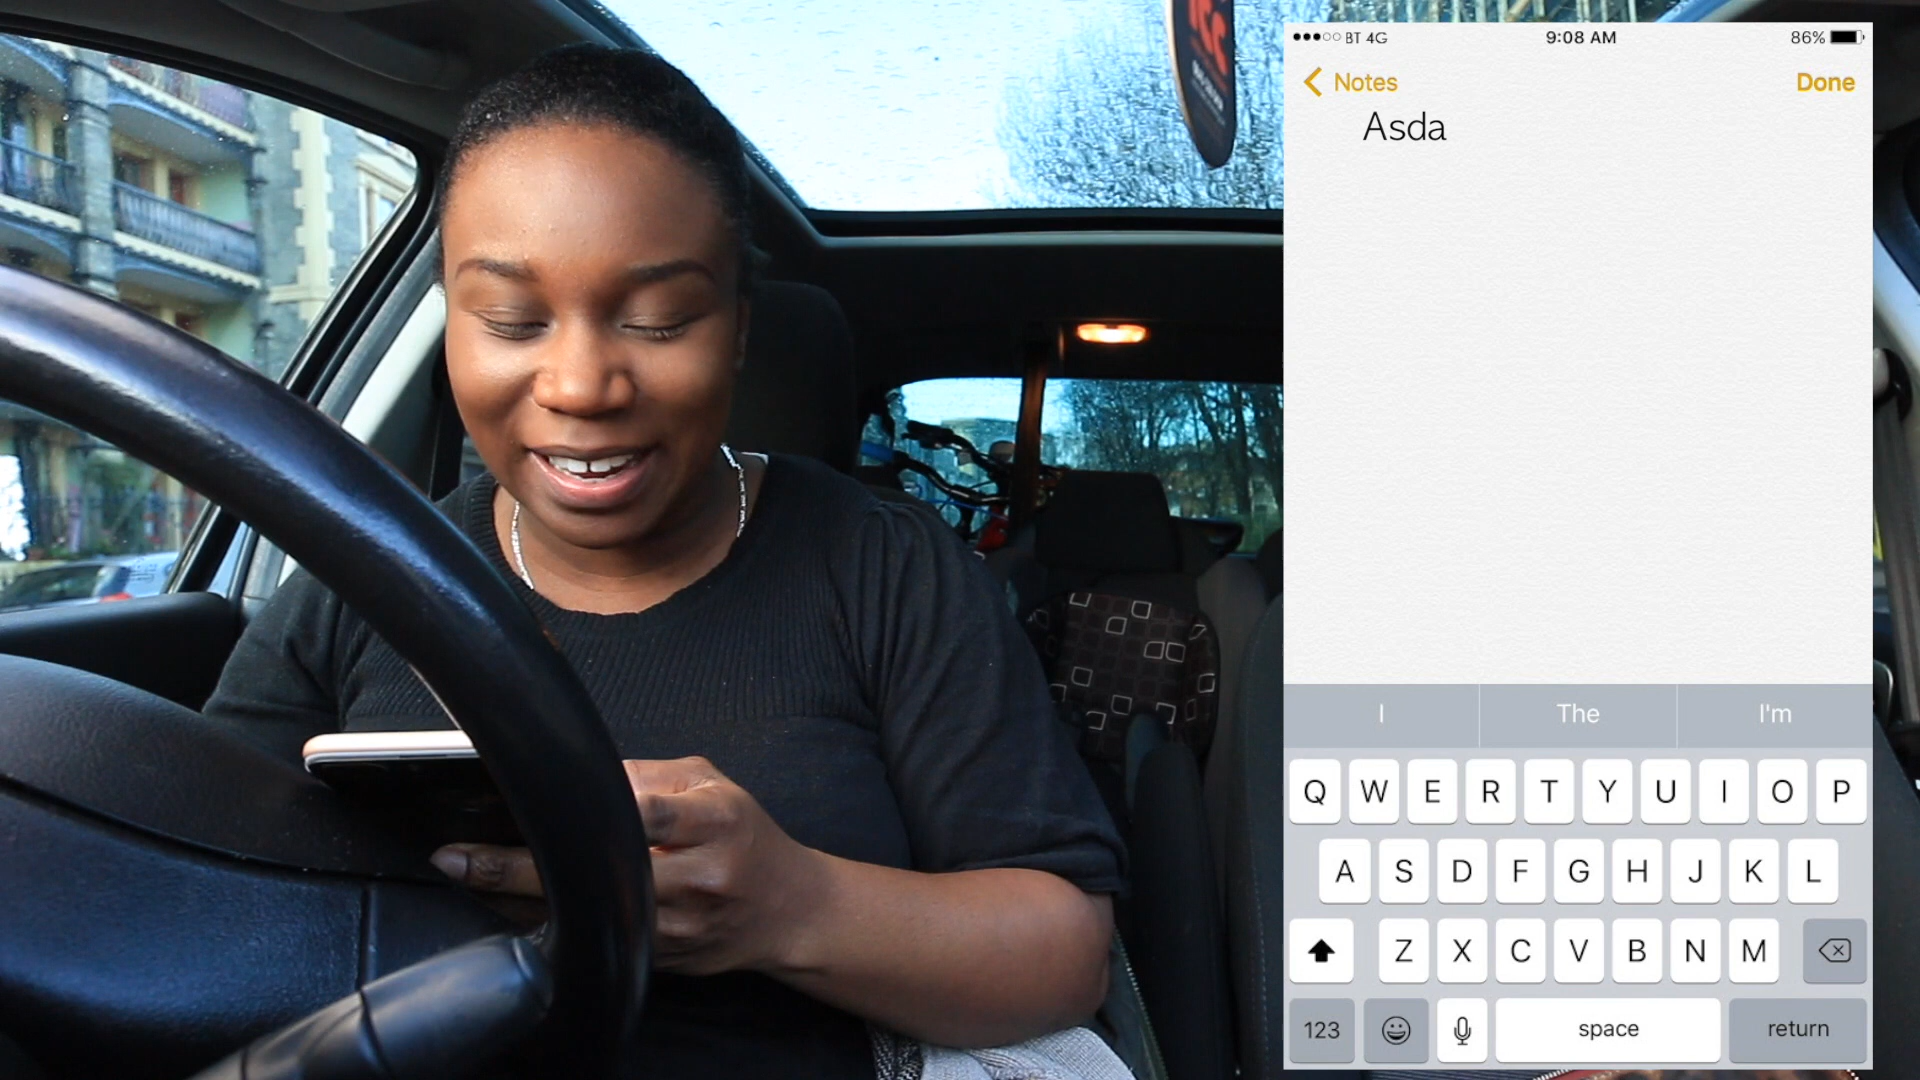 BT 4G 9:08 AM 86%
Notes Done
Asda
I The I'm
Q W E R T Y U I O P
A S D F G H J K L
Z X C V B N M
123 space return